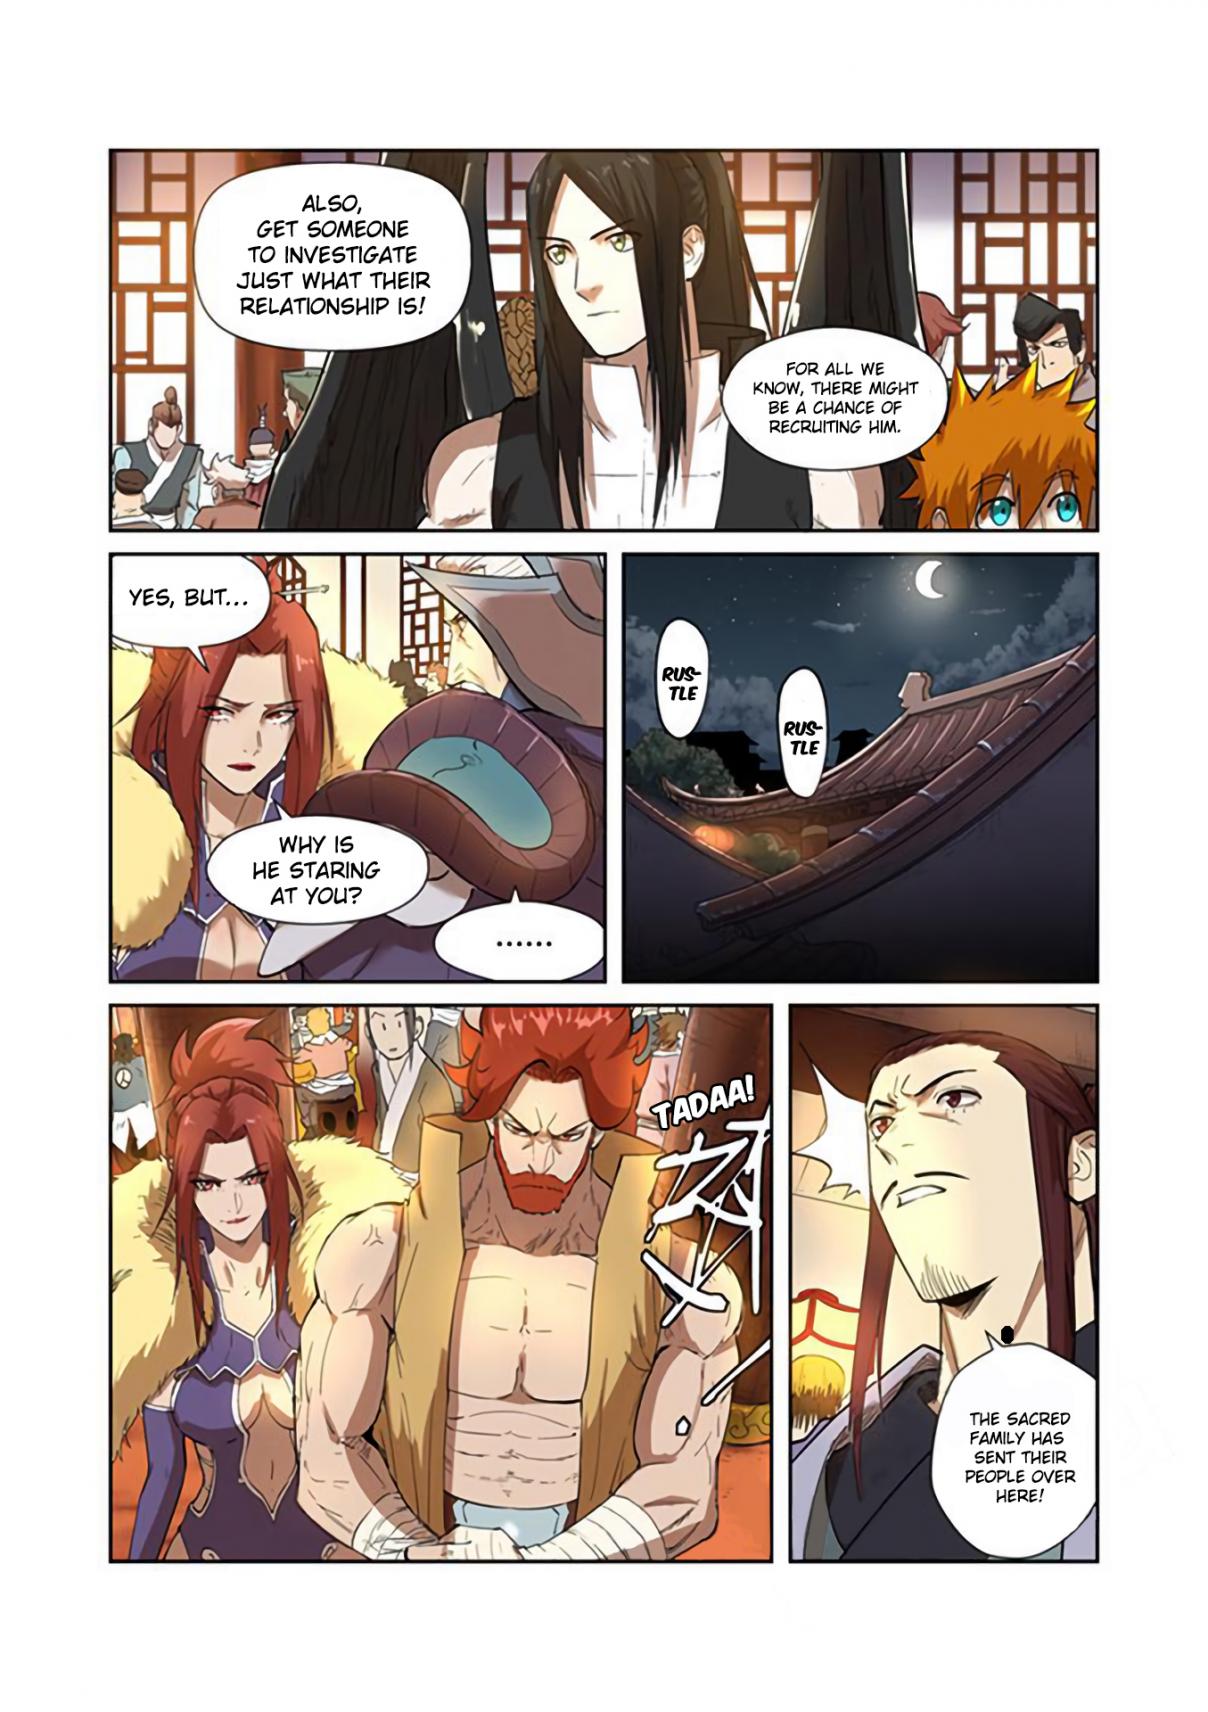 ALSO,
GET SOMEONE
TO INVESTIGATE
JUST WHAT THEIR
RELATIONSHIP IS!
FOR ALL WE
KNOW, THERE MIGHT
BE A CHANCE OF
RECRUITING HIM.
YES, BUT...
WHY IS
HE STARING
AT YOU?
......
RUS-
TLE
RUS-
TLE
TADAA!
THE SACRED
FAMILY HAS
SENT THEIR
PEOPLE OVER
HERE!